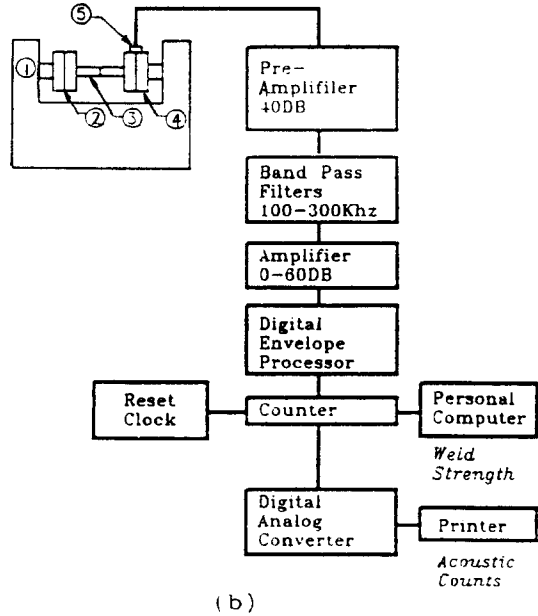 ⑤
①
② ③ ④
Pre-
Amplifiler
40DB
Band Pass
Filters
100-300Khz
Amplifier
0-60DB
Digital
Envelope
Processor
Reset
Clock
Counter
Personal
Computer
Weld
Strength
Digital
Analog
Converter
Printer
Acoustic
Counts
(b)